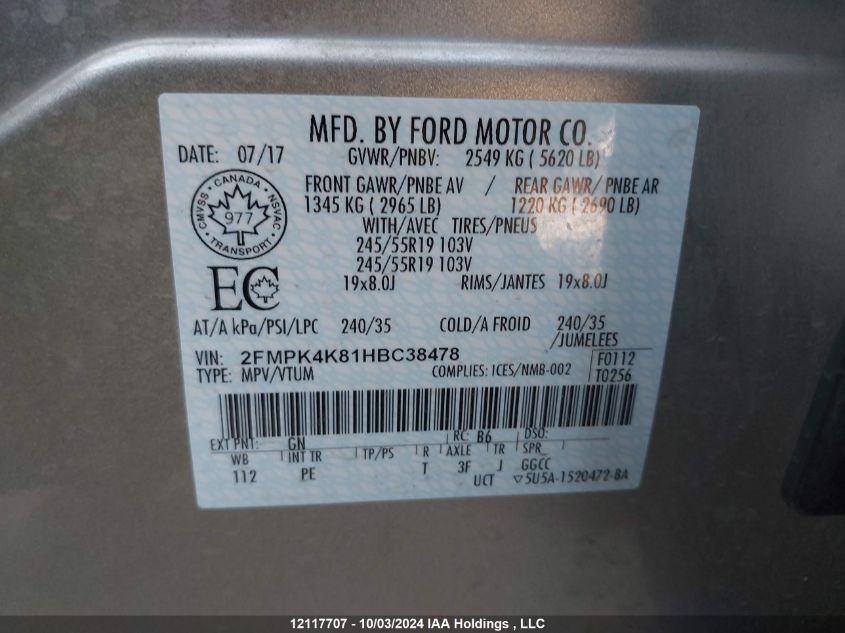 MFD. BY FORD MOTOR CO.
DATE: 07/17 GVWR/PNBV: 2549 KG ( 5620 LB)
FRONT GAWR/PNBE AV / REAR GAWR/ PNBE AR
1345 KG ( 2965 LB) 1220 KG ( 2690 LB)
WITH/AVEC TIRES/PNEUS
245/55R19 103V
245/55R19 103V
19x8.0J RIMS/JANTES 19x8.0J
CMVSS - CANADA - NSVAC
977
TRANSPORT
EC
AT/A kPa/PSI/LPC 240/35 COLD/A FROID 240/35
/JUMELEES
VIN: 2FMPK4K81HBC38478 F0112
TYPE: MPV/VTUM COMPLIES: ICES/NMB-002 T0256
EXT PNT: GN RC: B6 DSO:
WB INT TR TP/PS R AXLE TR SPR
112 PE T 3F J GGCC
UCT ▽5U5A-1520472-BA
12117707 - 10/03/2024 IAA Holdings , LLC